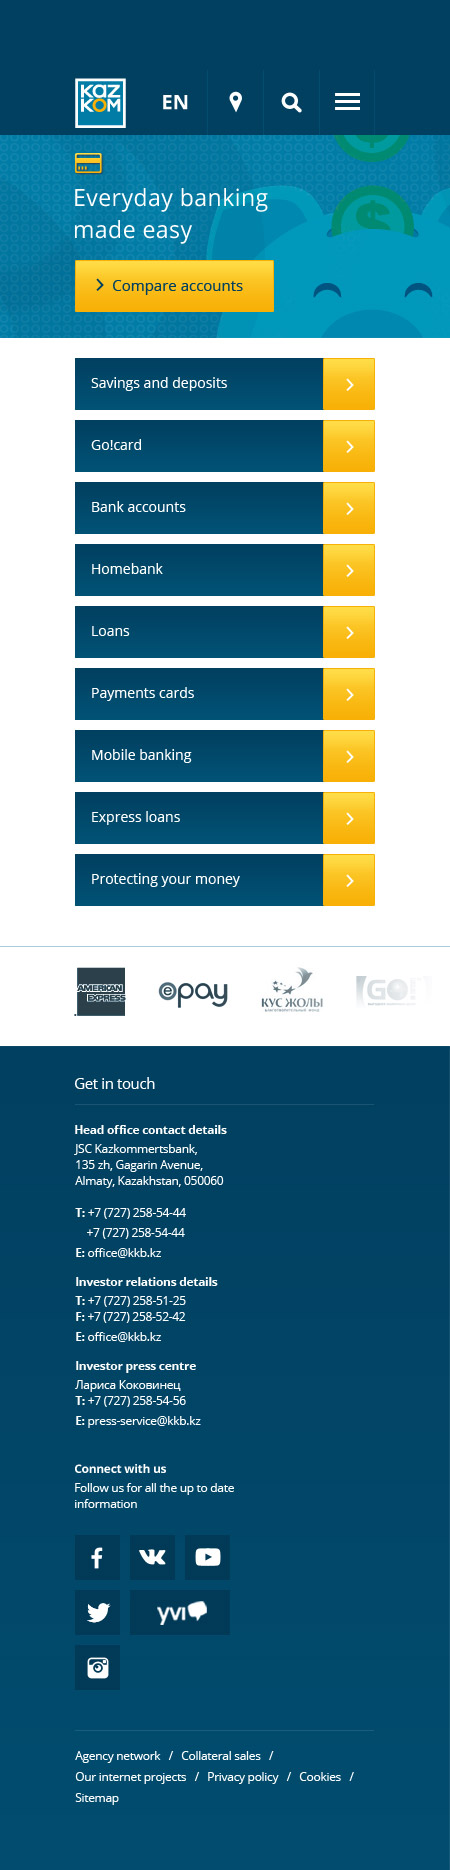 KAZ
KOM
EN
Everyday banking
made easy
Compare accounts
Savings and deposits
Go!card
Bank accounts
Homebank
Loans
Payments cards
Mobile banking
Express loans
Protecting your money
AMERICAN
EXPRESS
epay
КУС ЖОЛЫ
БЛАГОТВОРИТЕЛЬНЫЙ ФОНД
GO!
Get in touch
Head office contact details
JSC Kazkommertsbank,
135 zh, Gagarin Avenue,
Almaty, Kazakhstan, 050060
T: +7 (727) 258-54-44
+7 (727) 258-54-44
E: office@kkb.kz
Investor relations details
T: +7 (727) 258-51-25
F: +7 (727) 258-52-42
E: office@kkb.kz
Investor press centre
Лариса Коковинец
T: +7 (727) 258-54-56
E: press-service@kkb.kz
Connect with us
Follow us for all the up to date
information
yvi
Agency network / Collateral sales /
Our internet projects / Privacy policy / Cookies /
Sitemap